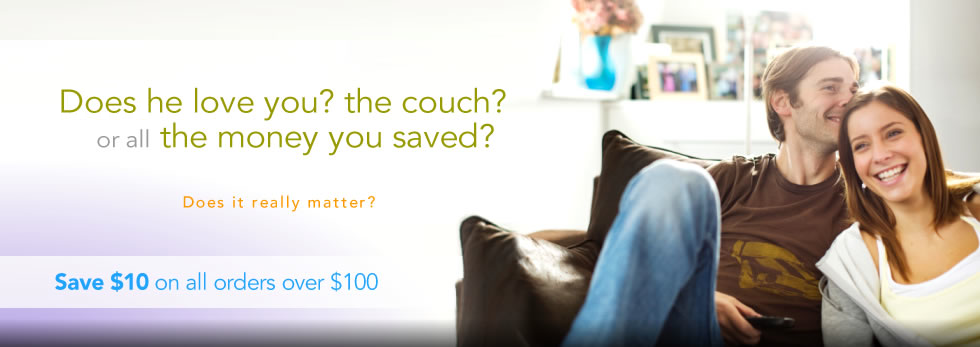 Does he love you? the couch?
or all the money you saved?
Does it really matter?
Save $10 on all orders over $100